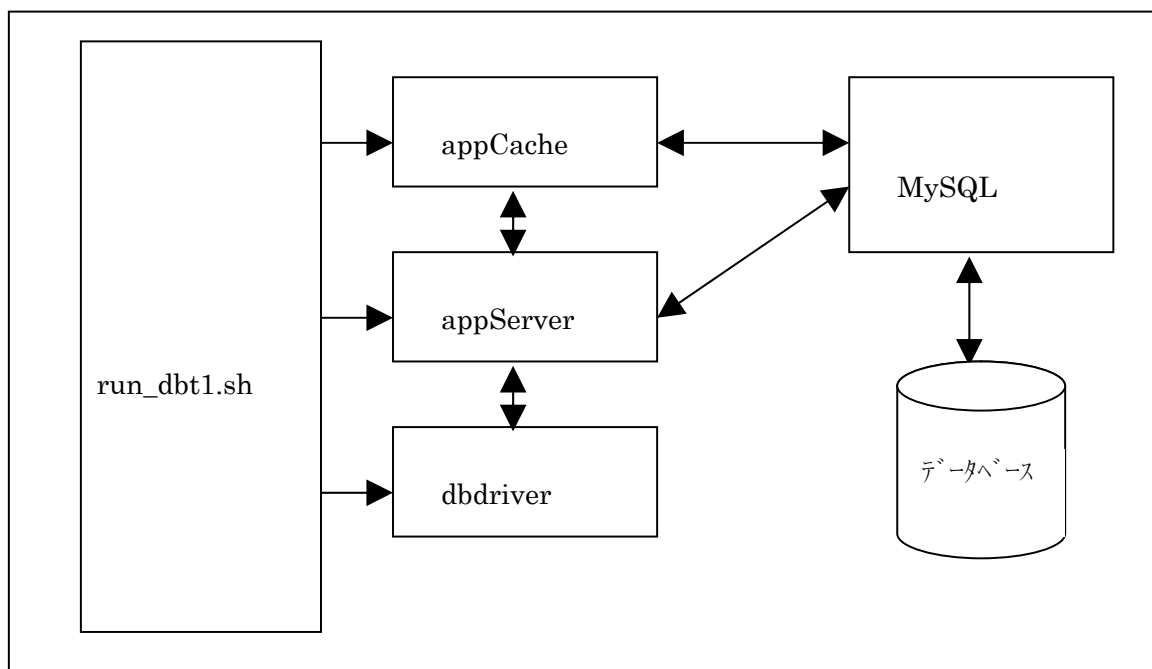 appCache
MySQL
appServer
run_dbt1.sh
データベース
dbdriver